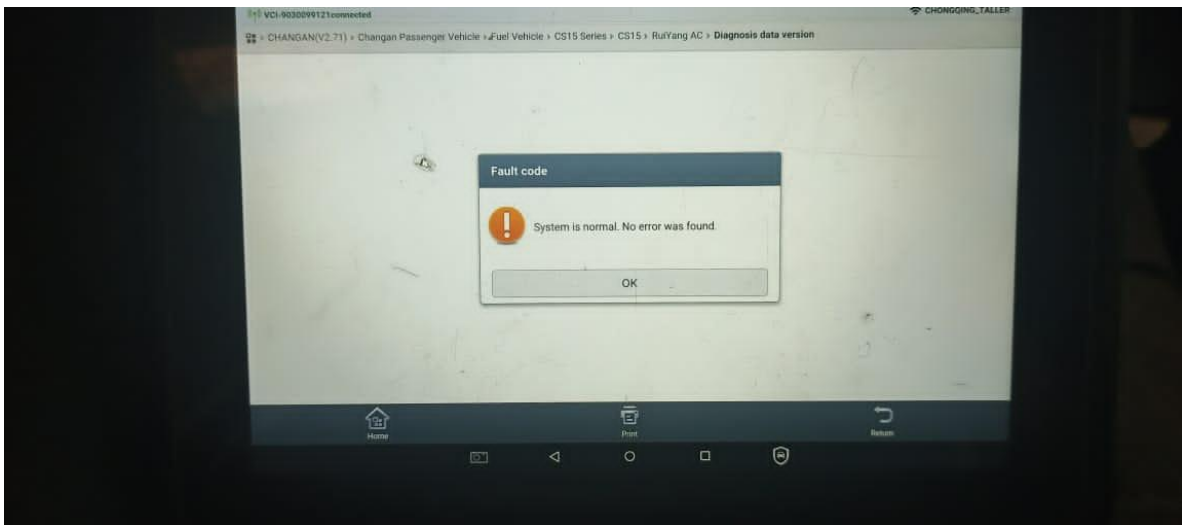 VCI-9030099121connected
CHONGQING_TALLER
> CHANGAN(V2.71) > Changan Passenger Vehicle > Fuel Vehicle > CS15 Series > CS15 > RuiYang AC > Diagnosis data version
Fault code
System is normal. No error was found.
OK
Home
Print
Return